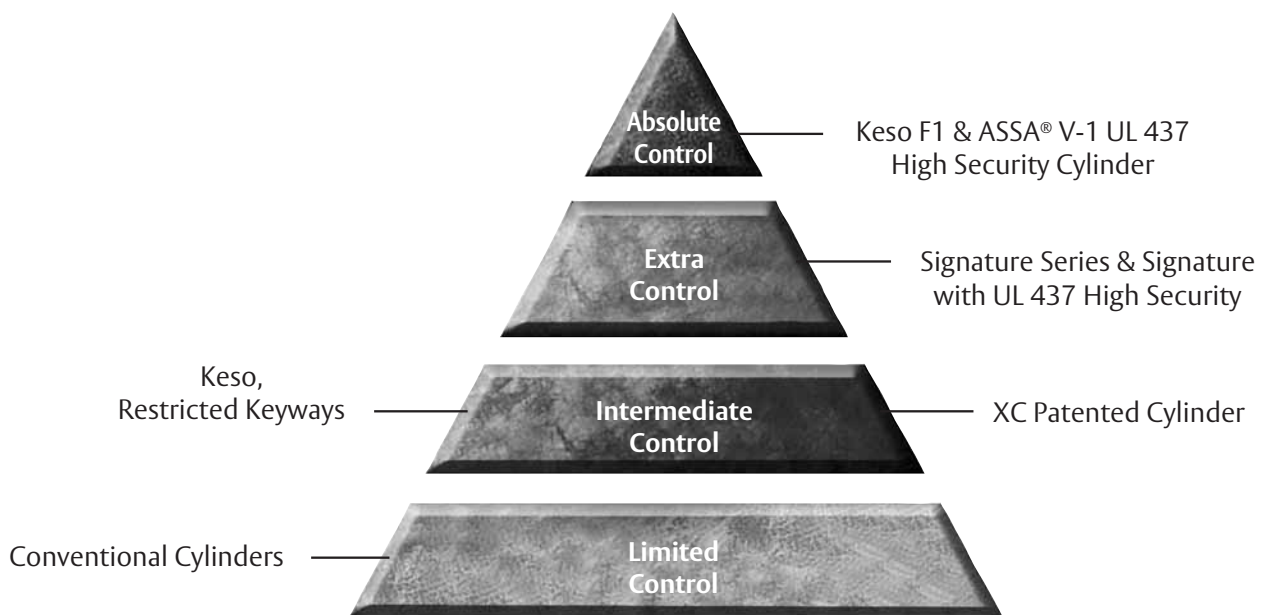 Absolute
Control
Keso F1 & ASSA® V-1 UL 437
High Security Cylinder
Extra
Control
Signature Series & Signature
with UL 437 High Security
Keso,
Restricted Keyways
Intermediate
Control
XC Patented Cylinder
Conventional Cylinders
Limited
Control